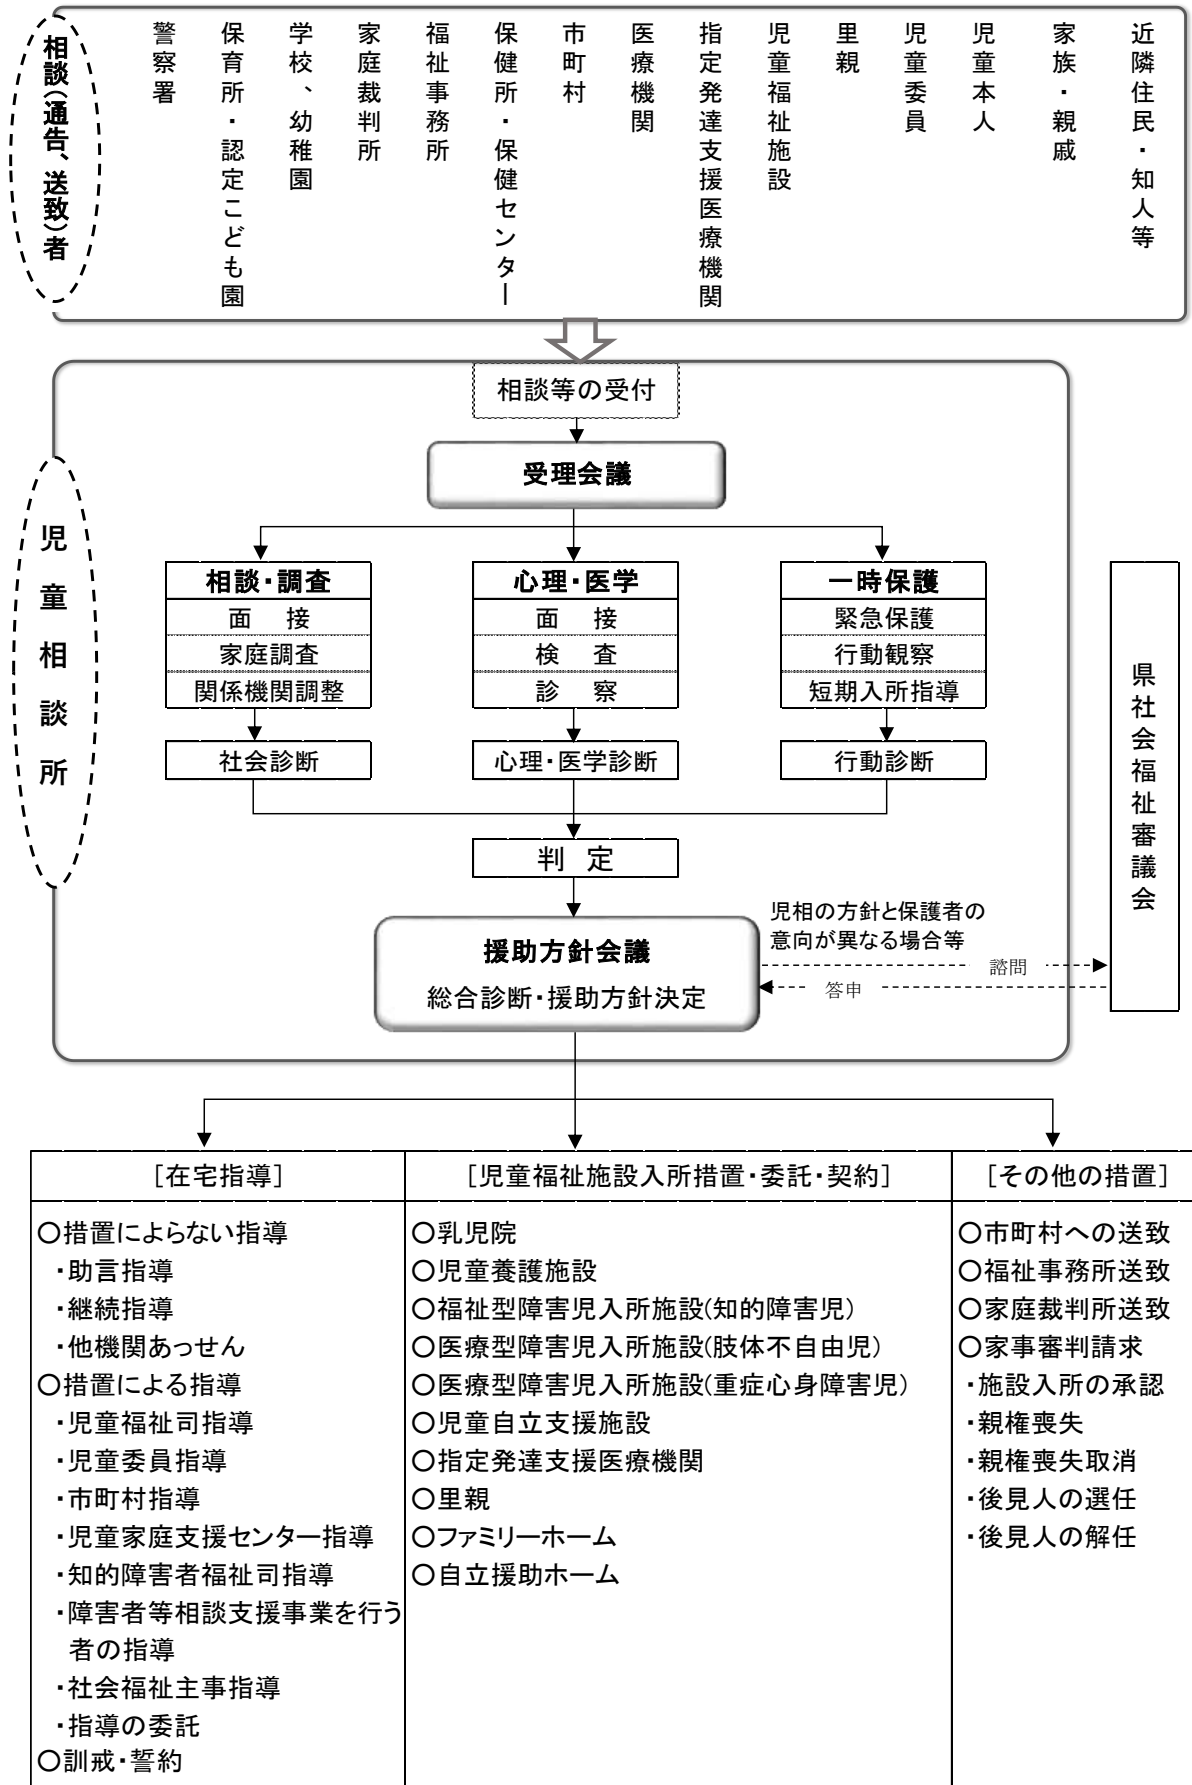 相談(通告、送致)者
警察署
保育所・認定こども園
学校、幼稚園
家庭裁判所
福祉事務所
保健所・保健センター
市町村
医療機関
指定発達支援医療機関
児童福祉施設
里親
児童委員
児童本人
家族・親戚
近隣住民・知人等
児童相談所
相談等の受付
受理会議
相談・調査
面　接
家庭調査
関係機関調整
社会診断
心理・医学
面　接
検　査
診　察
心理・医学診断
一時保護
緊急保護
行動観察
短期入所指導
行動診断
判　定
援助方針会議
総合診断・援助方針決定
児相の方針と保護者の
意向が異なる場合等
諮問
答申
県社会福祉審議会
［在宅指導］
○措置によらない指導
・助言指導
・継続指導
・他機関あっせん
○措置による指導
・児童福祉司指導
・児童委員指導
・市町村指導
・児童家庭支援センター指導
・知的障害者福祉司指導
・障害者等相談支援事業を行う
者の指導
・社会福祉主事指導
・指導の委託
○訓戒・誓約
［児童福祉施設入所措置・委託・契約］
○乳児院
○児童養護施設
○福祉型障害児入所施設(知的障害児)
○医療型障害児入所施設(肢体不自由児)
○医療型障害児入所施設(重症心身障害児)
○児童自立支援施設
○指定発達支援医療機関
○里親
○ファミリーホーム
○自立援助ホーム
［その他の措置］
○市町村への送致
○福祉事務所送致
○家庭裁判所送致
○家事審判請求
・施設入所の承認
・親権喪失
・親権喪失取消
・後見人の選任
・後見人の解任